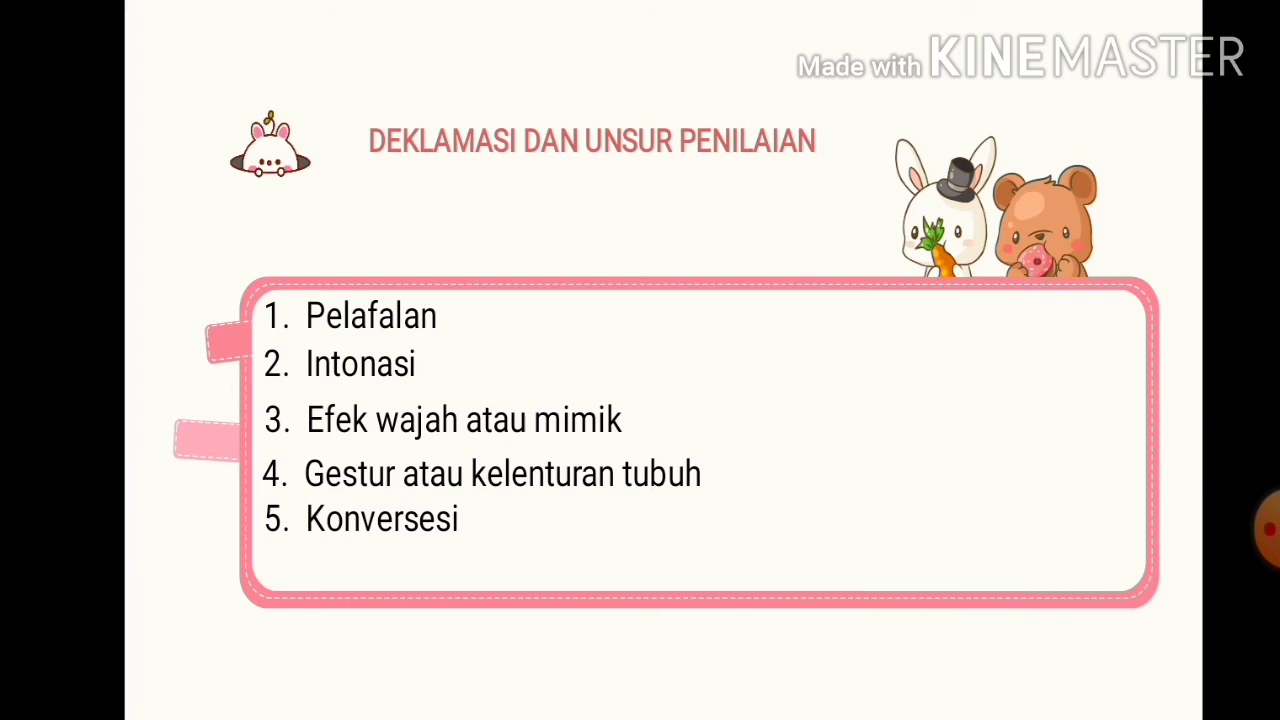 Made with KINEMASTER
DEKLAMASI DAN UNSUR PENILAIAN
1. Pelafalan
2. Intonasi
3. Efek wajah atau mimik
4. Gestur atau kelenturan tubuh
5. Konversesi